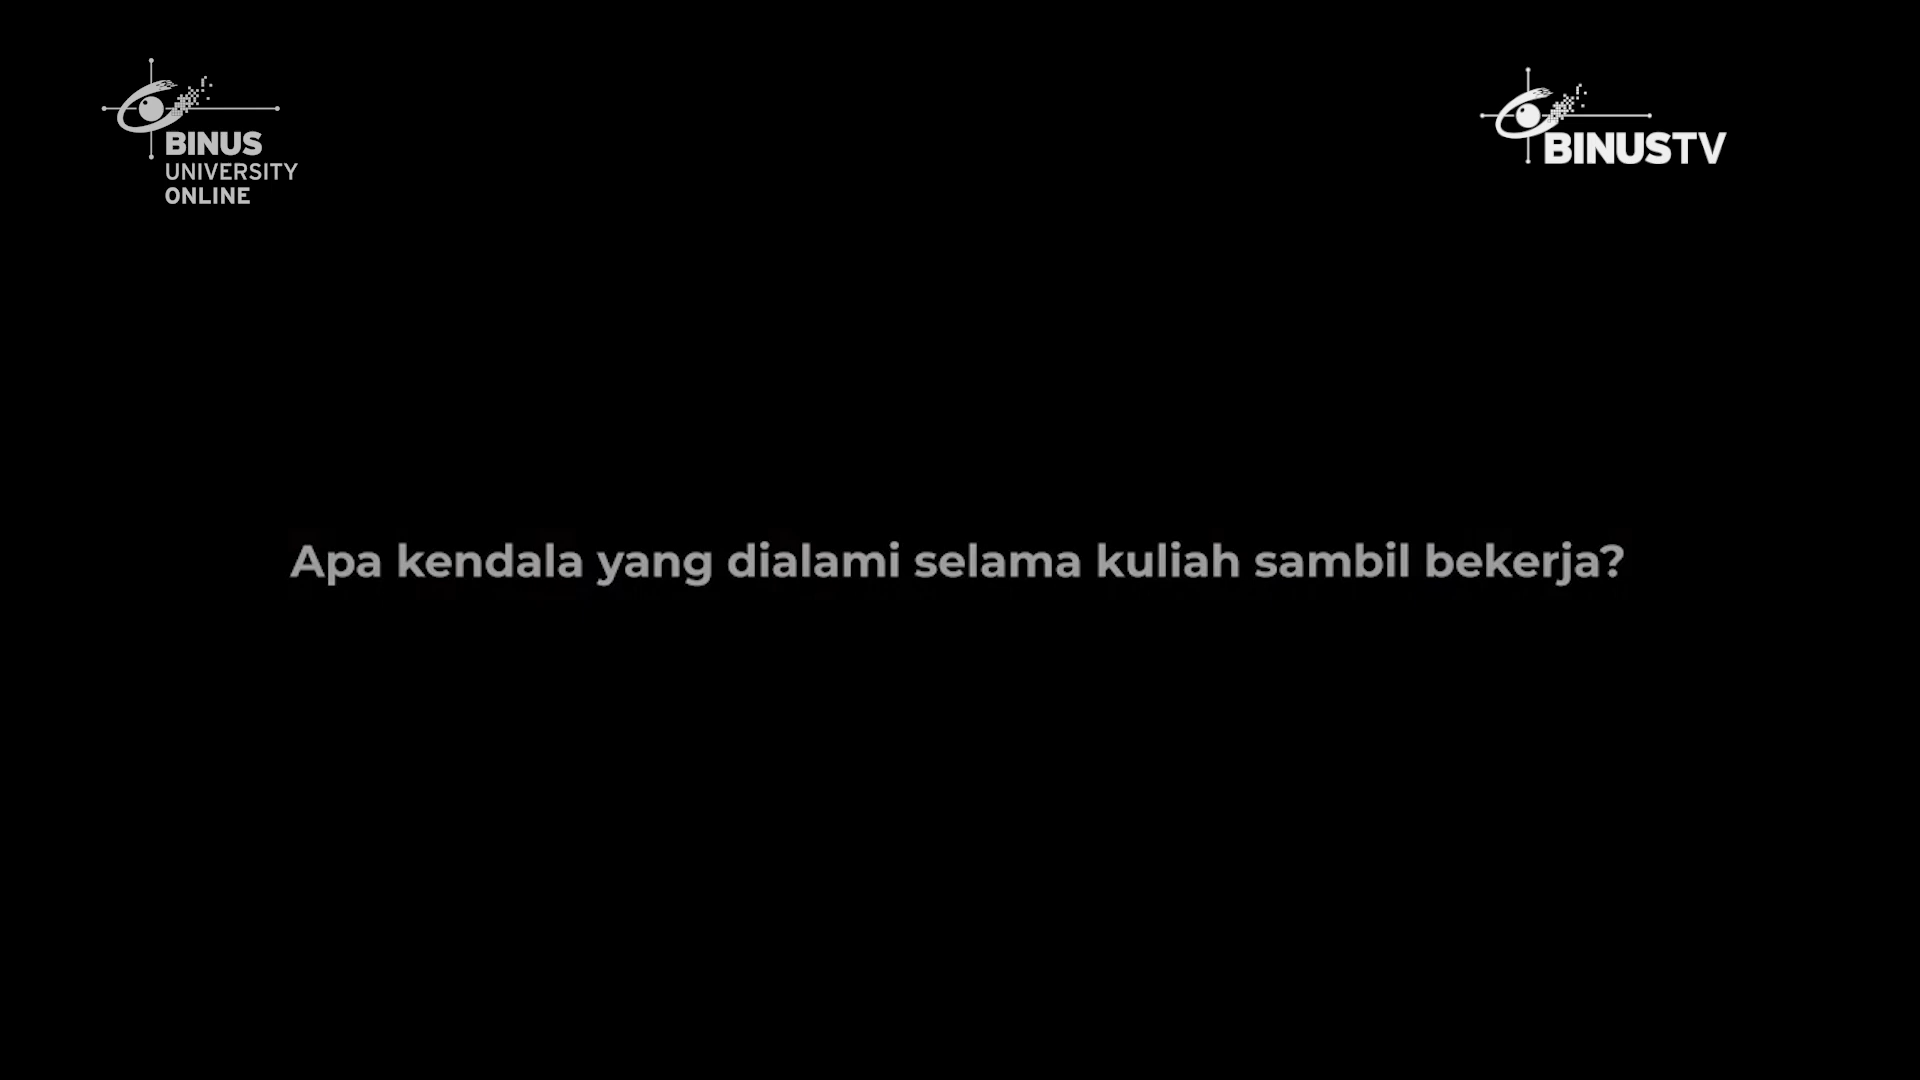 BINUS
UNIVERSITY
ONLINE
BINUSTV
Apa kendala yang dialami selama kuliah sambil bekerja?